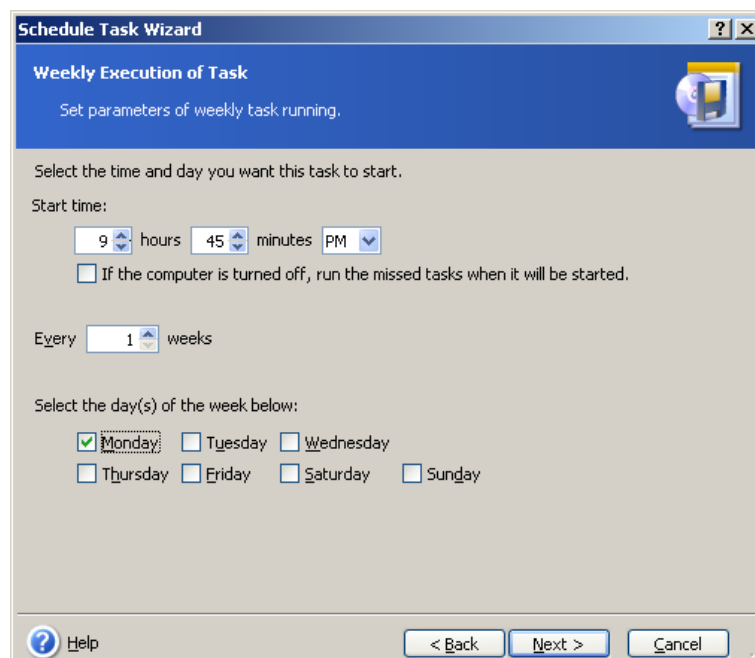 Schedule Task Wizard
Weekly Execution of Task
Set parameters of weekly task running.
Select the time and day you want this task to start.
Start time:
9 hours 45 minutes PM
If the computer is turned off, run the missed tasks when it will be started.
Every 1 weeks
Select the day(s) of the week below:
Monday Tuesday Wednesday
Thursday Friday Saturday Sunday
? Help < Back Next > Cancel